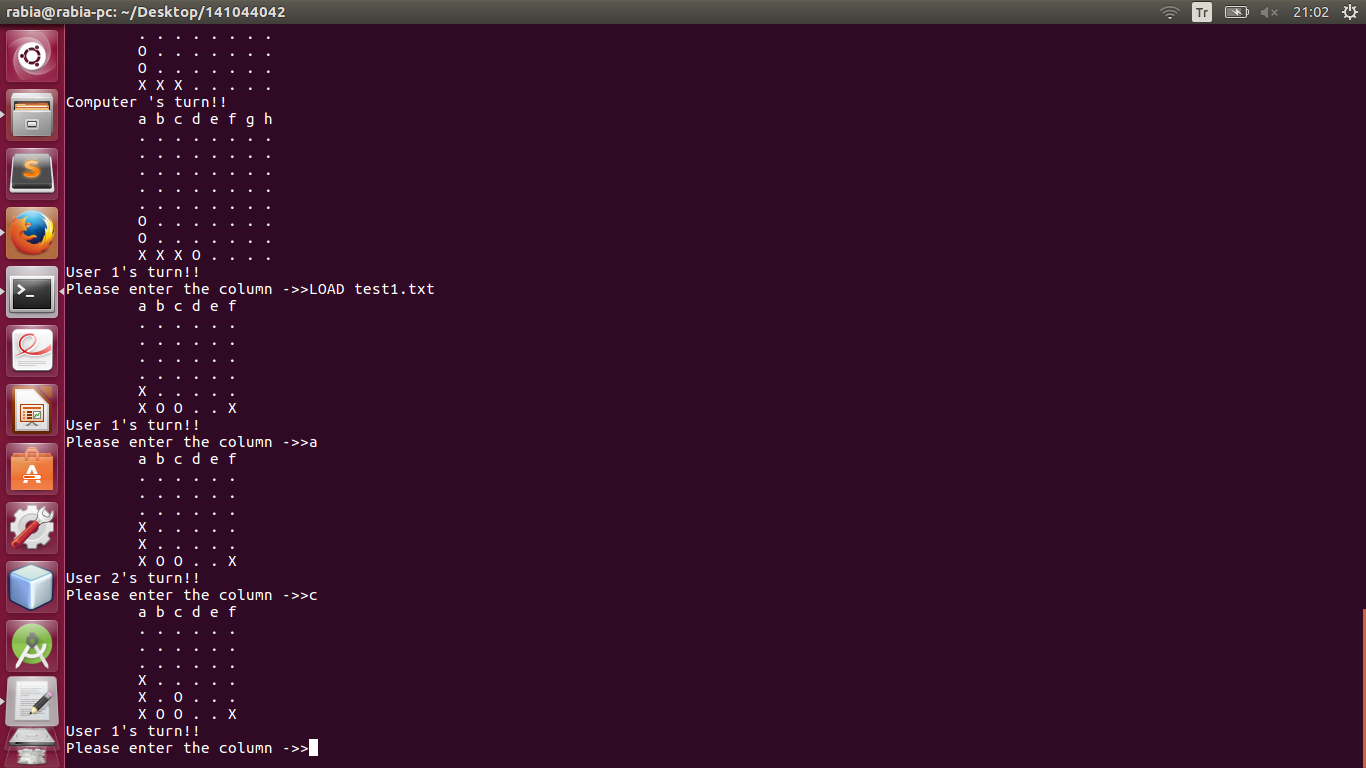 rabia@rabia-pc: ~/Desktop/141044042 Tr 21:02
. . . . . . . .
O . . . . . . .
O . . . . . . .
X X X . . . . .
Computer 's turn!!
a b c d e f g h
. . . . . . . .
. . . . . . . .
. . . . . . . .
. . . . . . . .
. . . . . . . .
O . . . . . . .
O . . . . . . .
X X X O . . . .
User 1's turn!!
Please enter the column ->>LOAD test1.txt
a b c d e f
. . . . . .
. . . . . .
. . . . . .
. . . . . .
X . . . . .
X O O . . X
User 1's turn!!
Please enter the column ->>a
a b c d e f
. . . . . .
. . . . . .
. . . . . .
X . . . . .
X . . . . .
X O O . . X
User 2's turn!!
Please enter the column ->>c
a b c d e f
. . . . . .
. . . . . .
. . . . . .
X . . . . .
X . O . . .
X O O . . X
User 1's turn!!
Please enter the column ->>